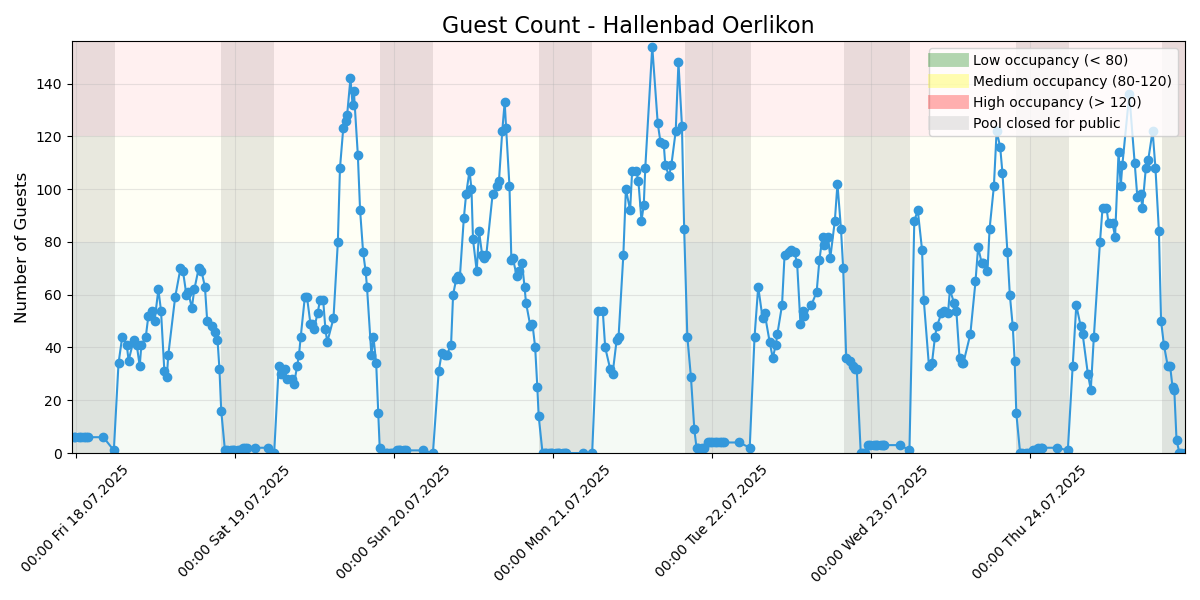 Guest Count - Hallenbad Oerlikon
Number of Guests
140
120
100
80
60
40
20
0
Low occupancy (< 80)
Medium occupancy (80-120)
High occupancy (> 120)
Pool closed for public
00:00 Fri 18.07.2025
00:00 Sat 19.07.2025
00:00 Sun 20.07.2025
00:00 Mon 21.07.2025
00:00 Tue 22.07.2025
00:00 Wed 23.07.2025
00:00 Thu 24.07.2025